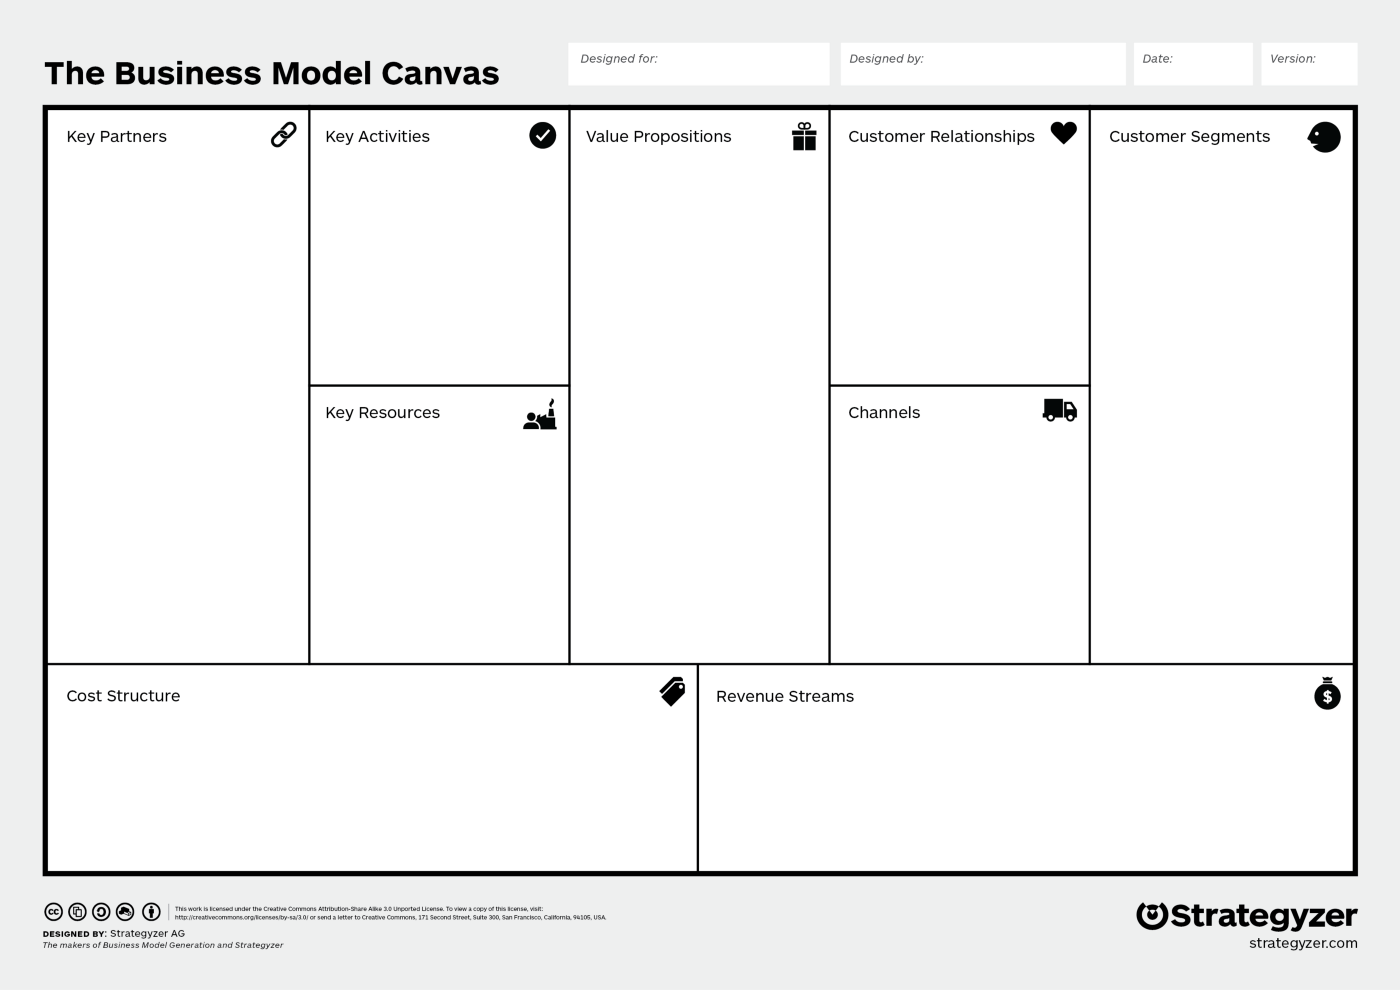 The Business Model Canvas
Designed for:
Designed by:
Date:
Version:
Key Partners
Key Activities
Value Propositions
Customer Relationships
Customer Segments
Key Resources
Channels
Cost Structure
Revenue Streams
$
cc
This work is licensed under the Creative Commons Attribution-Share Alike 3.0 Unported License. To view a copy of this license, visit:
http://creativecommons.org/licenses/by-sa/3.0/ or send a letter to Creative Commons, 171 Second Street, Suite 300, San Francisco, California, 94105, USA.
DESIGNED BY: Strategyzer AG
The makers of Business Model Generation and Strategyzer
Strategyzer
strategyzer.com